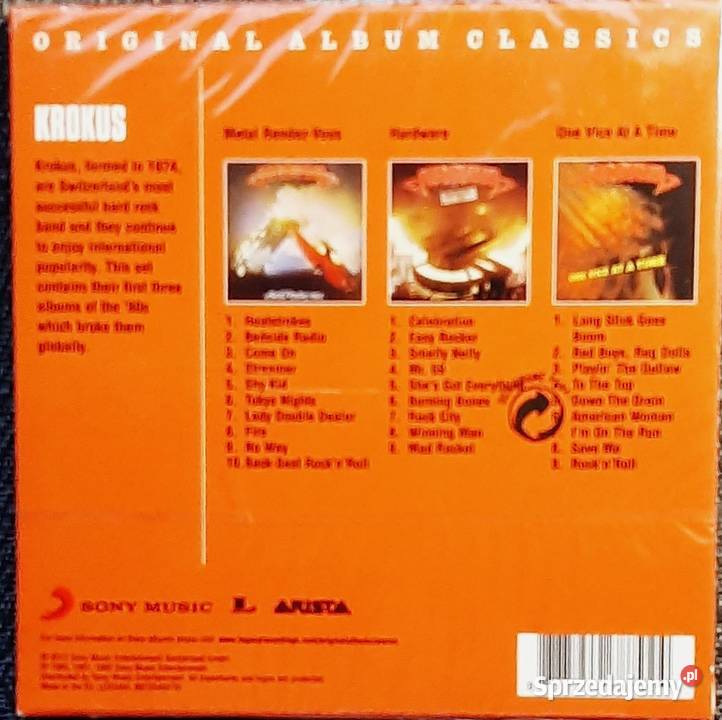 ORIGINAL ALBUM CLASSICS
KROKUS
Krokus, formed in 1974,
are Switzerland's most
successful hard rock
band and they continue
to enjoy international
popularity. This set
contains their first three
albums of the '80s
which broke them
globally.
Metal Rendez-Vous
1. Heatstrokes
2. Bedside Radio
3. Come On
4. Streamer
5. Shy Kid
6. Tokyo Nights
7. Lady Double Dealer
8. Fire
9. No Way
10. Back-Seat Rock'n'Roll
Hardware
1. Celebration
2. Easy Rocker
3. Smelly Nelly
4. Mr. 69
5. She's Got Everything
6. Burning Bones
7. Rock City
8. Winning Man
9. Mad Racket
One Vice At A Time
ONE VICE AT A TIME
1. Long Stick Goes
Boom
2. Bad Boys, Rag Dolls
3. Playin' The Outlaw
4. To The Top
5. Down The Drain
6. American Woman
7. I'm On The Run
8. Save Me
9. Rock'n'Roll
SONY MUSIC
ARISTA
Sprzedajemy.pl